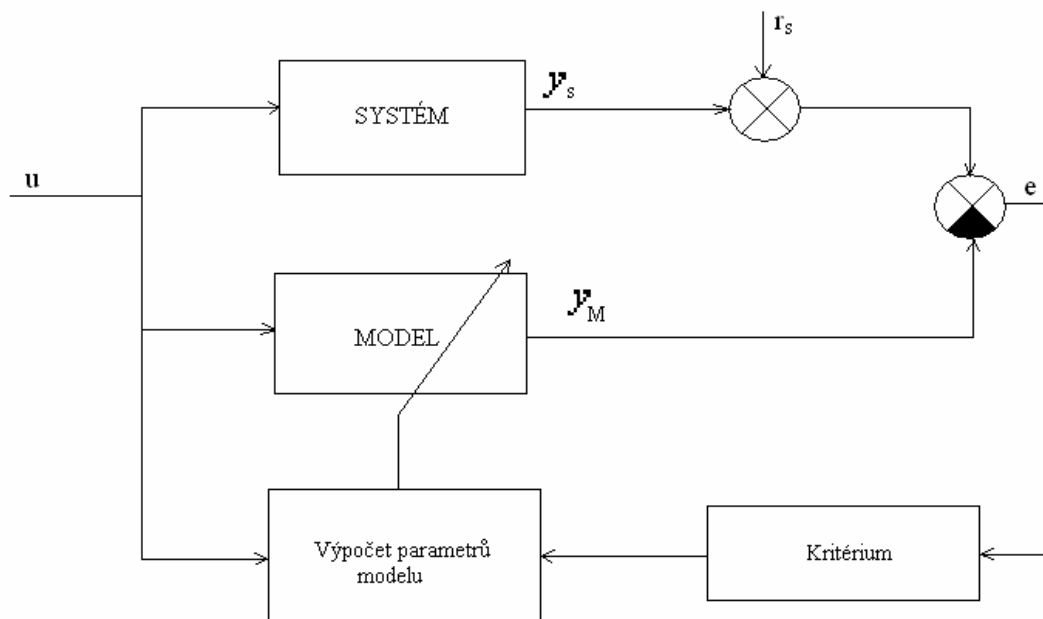 r_s
y_s
SYSTÉM
u
e
y_M
MODEL
Výpočet parametrů
modelu
Kritérium